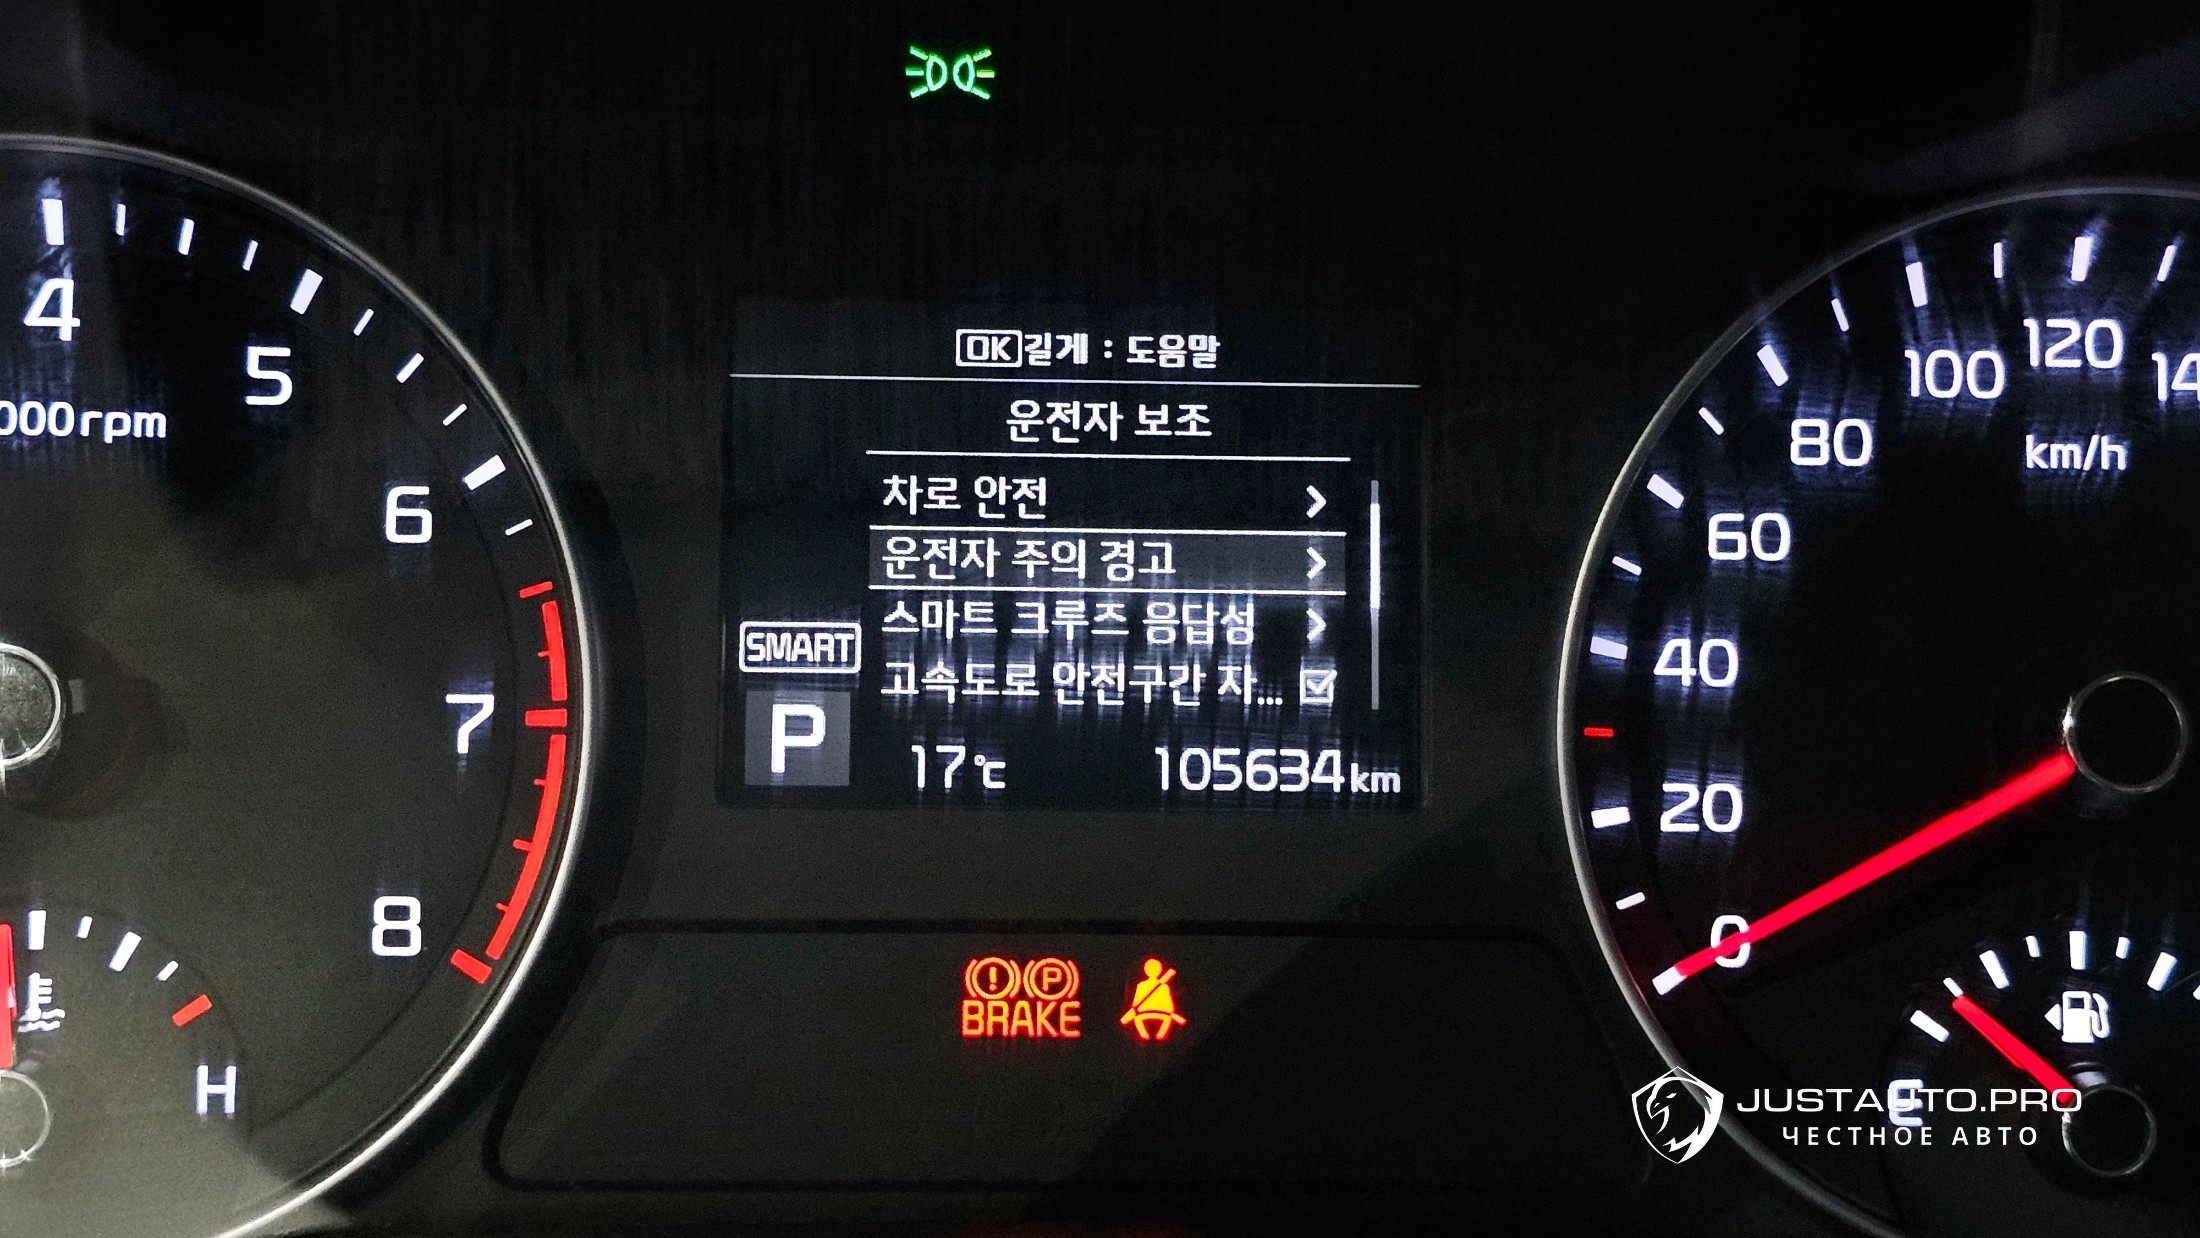 4
5
000rpm
6
7
8
H
OK길게 : 도움말
운전자 보조
차로 안전
운전자 주의 경고
스마트 크루즈 응답성
고속도로 안전구간 자...
SMART
P
17℃
105634km
BRAKE
P
120
100
14
80
km/h
60
40
20
0
E
JUSTAUTO.PRO
ЧЕСТНОЕ АВТО